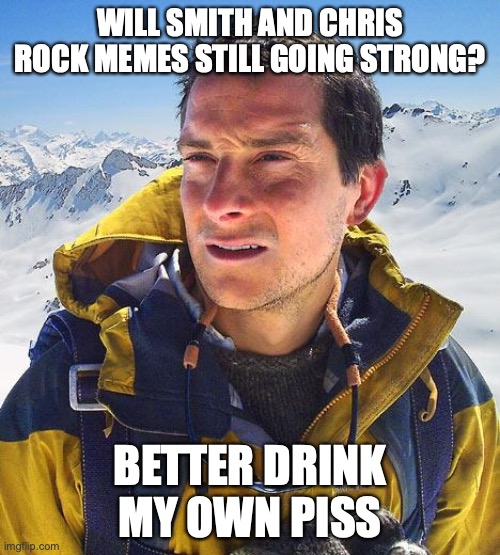 WILL SMITH AND CHRIS
ROCK MEMES STILL GOING STRONG?
BETTER DRINK
MY OWN PISS
imgflip.com